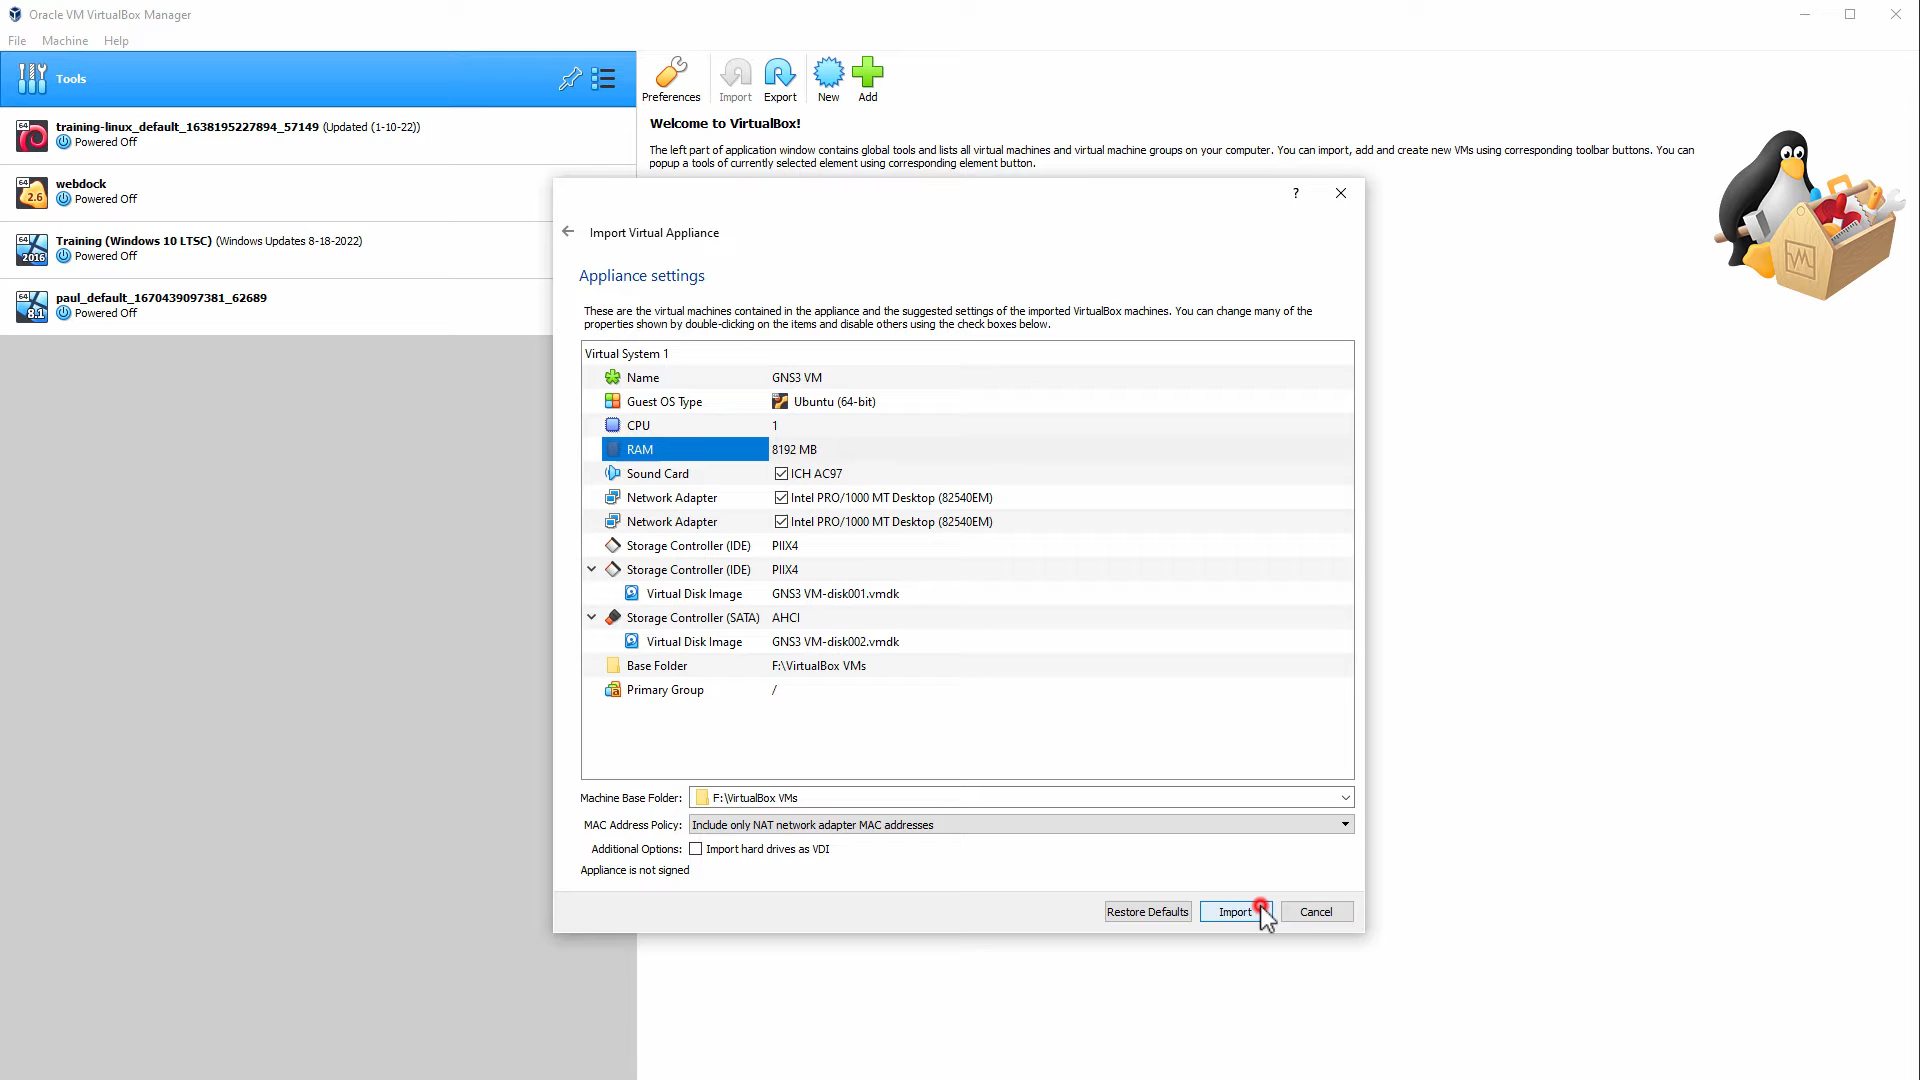 Oracle VM VirtualBox Manager
File Machine Help
Tools
Preferences Import Export New Add
64 training-linux_default_1638195227894_57149 (Updated (1-10-22))
Powered Off
64 2.6 webdock
Powered Off
64 2016 Training (Windows 10 LTSC) (Windows Updates 8-18-2022)
Powered Off
64 8.1 paul_default_1670439097381_62689
Powered Off
Welcome to VirtualBox!
The left part of application window contains global tools and lists all virtual machines and virtual machine groups on your computer. You can import, add and create new VMs using corresponding toolbar buttons. You can
popup a tools of currently selected element using corresponding element button.
?
Import Virtual Appliance
Appliance settings
These are the virtual machines contained in the appliance and the suggested settings of the imported VirtualBox machines. You can change many of the
properties shown by double-clicking on the items and disable others using the check boxes below.
Virtual System 1
Name GNS3 VM
Guest OS Type Ubuntu (64-bit)
CPU 1
RAM 8192 MB
Sound Card ICH AC97
Network Adapter Intel PRO/1000 MT Desktop (82540EM)
Network Adapter Intel PRO/1000 MT Desktop (82540EM)
Storage Controller (IDE) PIIX4
Storage Controller (IDE) PIIX4
Virtual Disk Image GNS3 VM-disk001.vmdk
Storage Controller (SATA) AHCI
Virtual Disk Image GNS3 VM-disk002.vmdk
Base Folder F:\VirtualBox VMs
Primary Group /
Machine Base Folder: F:\VirtualBox VMs
MAC Address Policy: Include only NAT network adapter MAC addresses
Additional Options: Import hard drives as VDI
Appliance is not signed
Restore Defaults Import Cancel